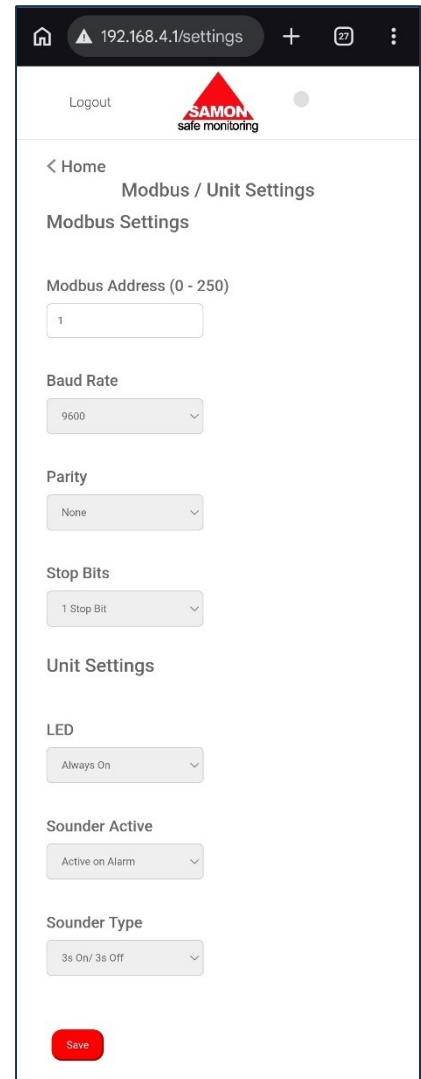 192.168.4.1/settings
27
Logout
SAMON
safe monitoring
< Home
Modbus / Unit Settings
Modbus Settings
Modbus Address (0 - 250)
1
Baud Rate
9600
Parity
None
Stop Bits
1 Stop Bit
Unit Settings
LED
Always On
Sounder Active
Active on Alarm
Sounder Type
3s On/ 3s Off
Save